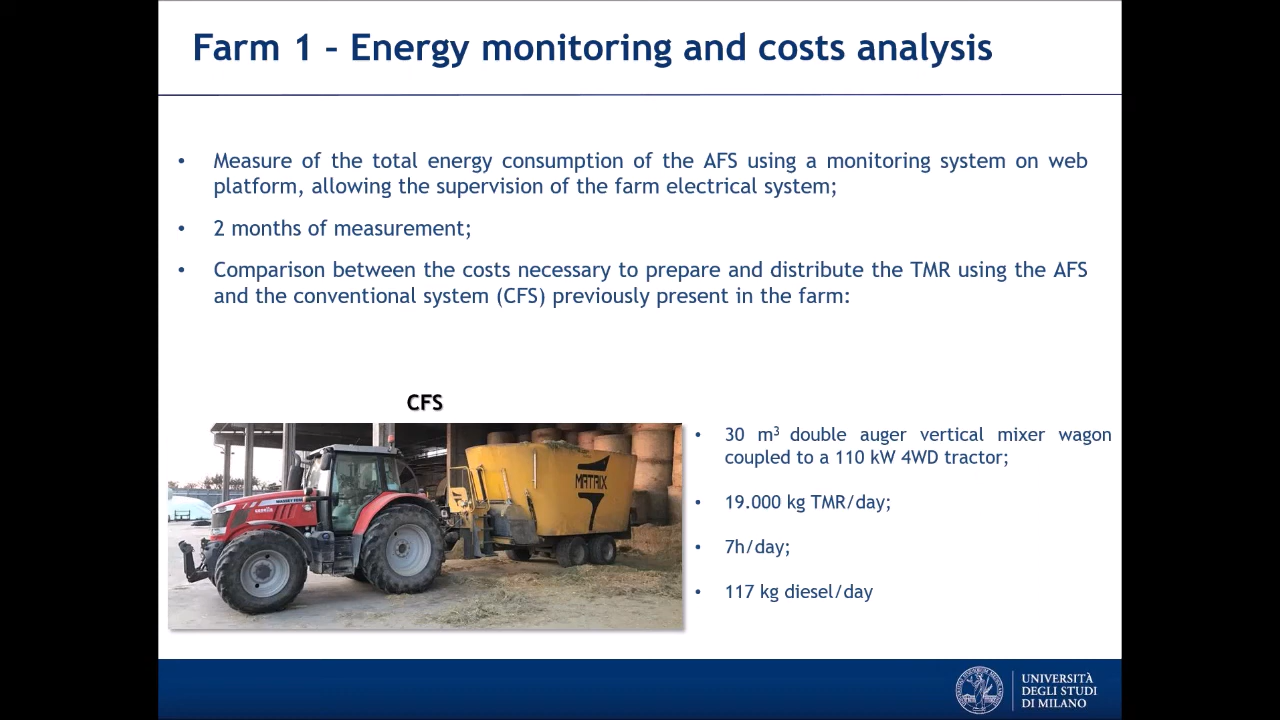 Farm 1 – Energy monitoring and costs analysis
• Measure of the total energy consumption of the AFS using a monitoring system on web
platform, allowing the supervision of the farm electrical system;
• 2 months of measurement;
• Comparison between the costs necessary to prepare and distribute the TMR using the AFS
and the conventional system (CFS) previously present in the farm:
CFS
MATRIX
• 30 m³ double auger vertical mixer wagon
coupled to a 110 kW 4WD tractor;
• 19.000 kg TMR/day;
• 7h/day;
• 117 kg diesel/day
UNIVERSITÀ
DEGLI STUDI
DI MILANO